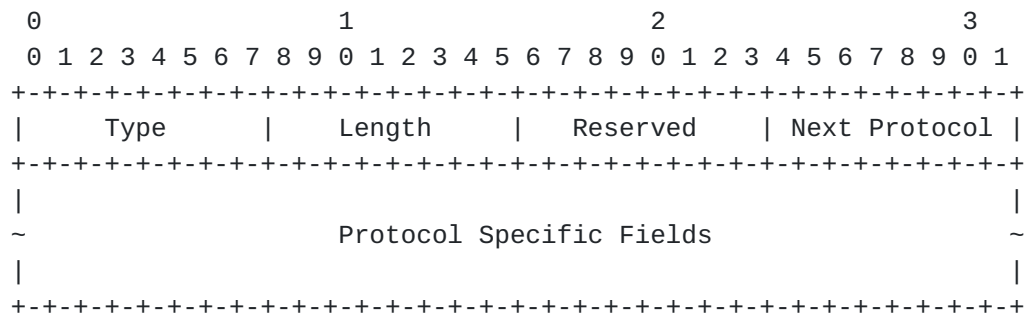 0                   1                   2                   3
 0 1 2 3 4 5 6 7 8 9 0 1 2 3 4 5 6 7 8 9 0 1 2 3 4 5 6 7 8 9 0 1
+-+-+-+-+-+-+-+-+-+-+-+-+-+-+-+-+-+-+-+-+-+-+-+-+-+-+-+-+-+-+-+-+
|     Type      |    Length     |   Reserved    | Next Protocol |
+-+-+-+-+-+-+-+-+-+-+-+-+-+-+-+-+-+-+-+-+-+-+-+-+-+-+-+-+-+-+-+-+
|                                                               |
~                    Protocol Specific Fields                   ~
|                                                               |
+-+-+-+-+-+-+-+-+-+-+-+-+-+-+-+-+-+-+-+-+-+-+-+-+-+-+-+-+-+-+-+-+